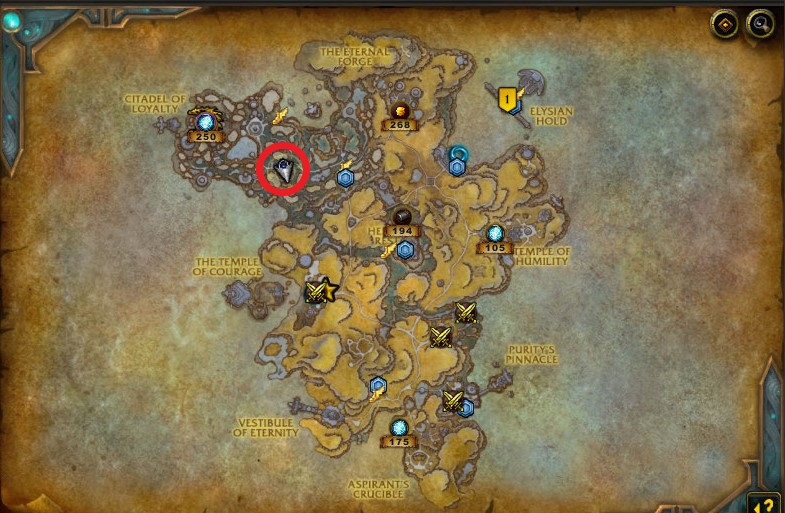 THE ETERNAL
FORGE
CITADEL OF
LOYALTY
250
268
1
ELYSIAN
HOLD
194
105
TEMPLE OF
HUMILITY
THE TEMPLE
OF COURAGE
PURITY'S
PINNACLE
VESTIBULE
OF ETERNITY
175
ASPIRANT'S
CRUCIBLE